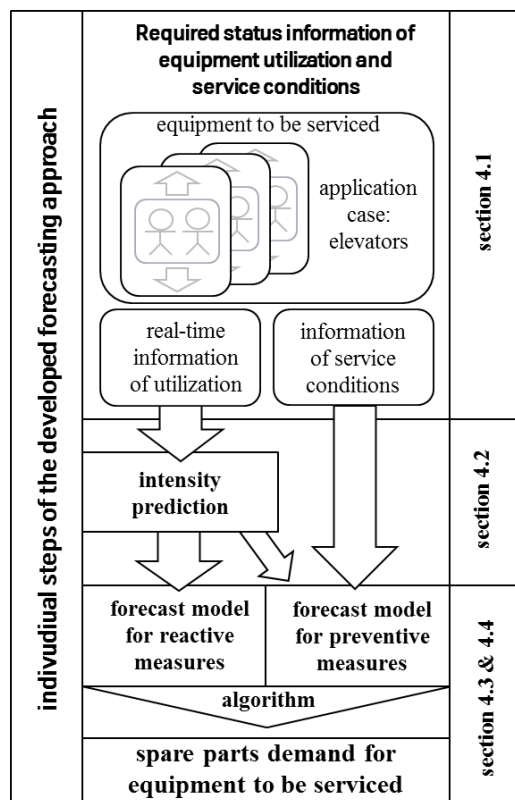 indivudiual steps of the developed forecasting approach
Required status information of
equipment utilization and
service conditions
equipment to be serviced
application
case:
elevators
real-time
information
of utilization
information
of service
conditions
section 4.1
intensity
prediction
section 4.2
forecast model
for reactive
measures
forecast model
for preventive
measures
algorithm
spare parts demand for
equipment to be serviced
section 4.3 & 4.4